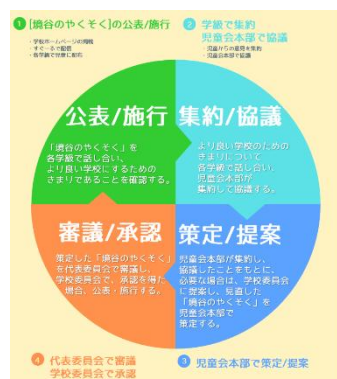 ① [境谷のやくそく]の公表/施行
・学校ホームページの掲載
・すぐーるで配信
・各学級で児童に配布
② 学級で集約
児童会本部で協議
・児童からの意見を集約
・児童会本部で協議
公表/施行
「境谷のやくそく」を
各学級で話し合い、
より良い学校にするための
きまりであることを確認する。
集約/協議
より良い学校のための
きまりについて
各学級で話し合い、
児童会本部が
集約して協議する。
審議/承認
策定した「境谷のやくそく」
を代表委員会で審議し、
学校委員会で、承認を得た
場合、公表・施行する。
策定/提案
児童会本部が集約し、
協議したことをもとに、
必要な場合は、学校委員会
に提案し、見直した
「境谷のやくそく」を
児童会本部で
策定する。
④ 代表委員会で審議
学校委員会で承認
③ 児童会本部で策定/提案